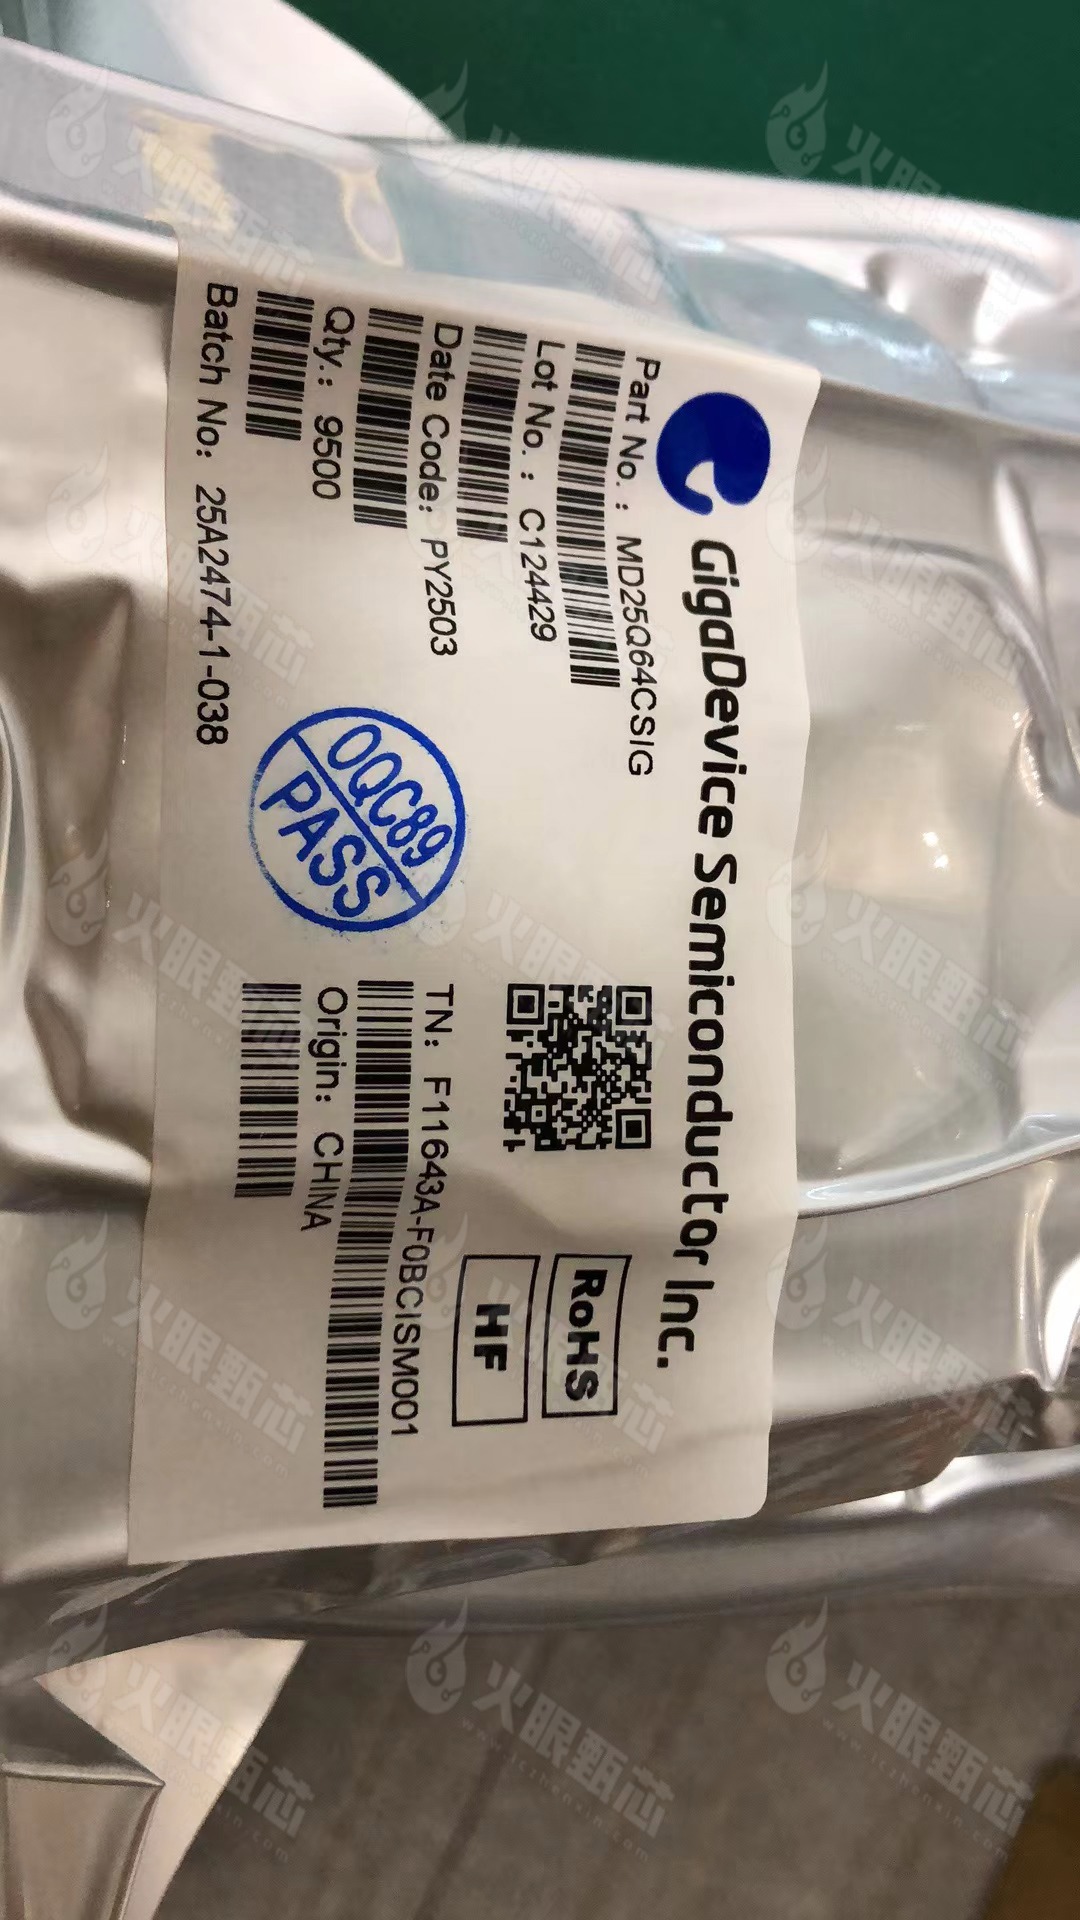 GigaDevice Semiconductor Inc.
Part No.: MD25Q64CSIG
Lot No.: C124429
Date Code: PY2503
Qty.: 9500
Batch No: 25A2474-1-038
OQC89
PASS
RoHS
HF
TN: F11643A-F0BCISM001
Origin: CHINA
火眼甄芯